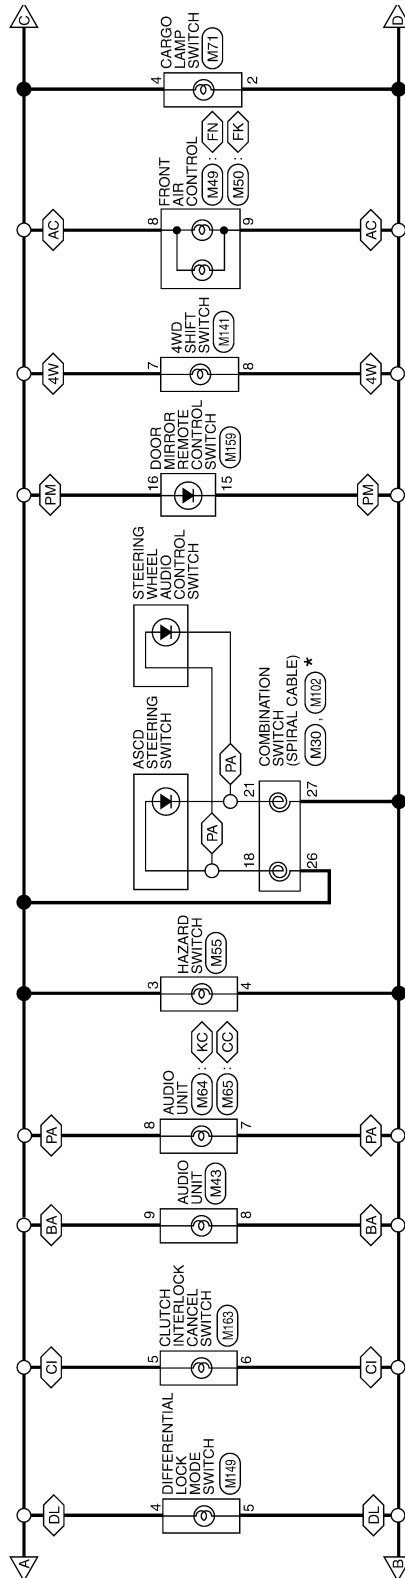 A
DL
4
DIFFERENTIAL
LOCK
MODE
SWITCH
M149
5
DL
B
CI
5
CLUTCH
INTERLOCK
CANCEL
SWITCH
M163
6
CI
BA
9
AUDIO
UNIT
M43
8
BA
PA
8
AUDIO
UNIT
M64 : KC
M65 : CC
7
PA
3
HAZARD
SWITCH
M55
4
ASCD
STEERING
SWITCH
PA
PA
18
21
COMBINATION
SWITCH
(SPIRAL CABLE)
M30 , M102 *
26
27
STEERING
WHEEL
AUDIO
CONTROL
SWITCH
PM
16
DOOR
MIRROR
REMOTE
CONTROL
SWITCH
M159
15
PM
4W
7
4WD
SHIFT
SWITCH
M141
8
4W
AC
8
FRONT
AIR
CONTROL
M49 : FN
M50 : FK
9
AC
4
CARGO
LAMP
SWITCH
M71
2
C
D